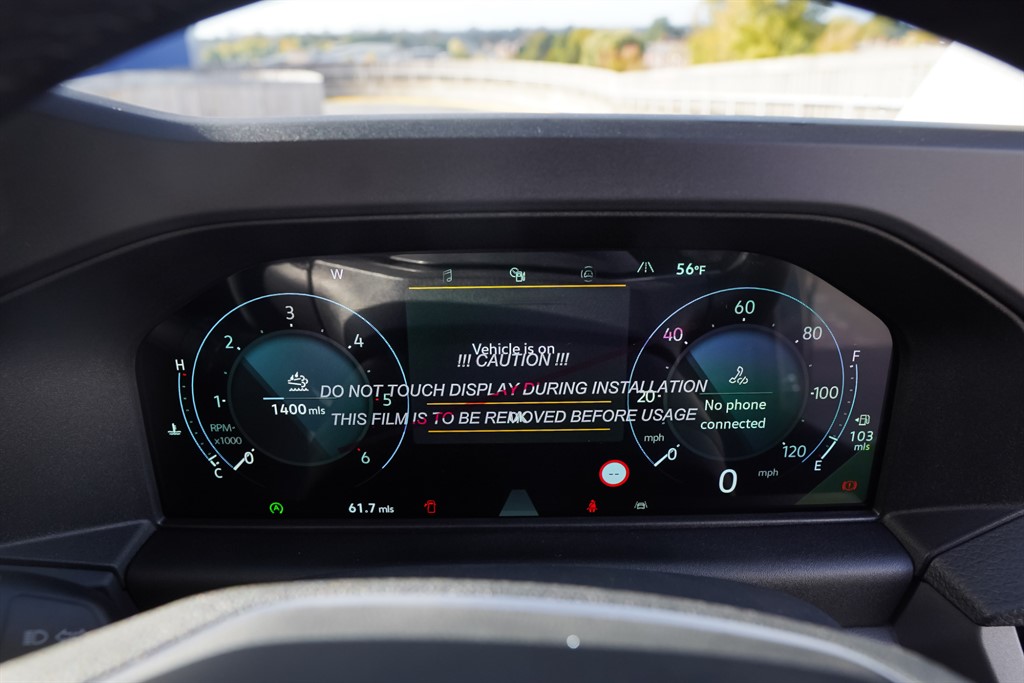 W
56°F
3
2
4
1
5
RPM-
x1000
0
6
H
C
1400 mls
Vehicle is on
!!! CAUTION !!!
DO NOT TOUCH DISPLAY DURING INSTALLATION
THIS FILM IS TO BE REMOVED BEFORE USAGE
OK
60
40
80
20
100
mph
0
120
No phone
connected
F
103
mls
E
--
0 mph
61.7 mls